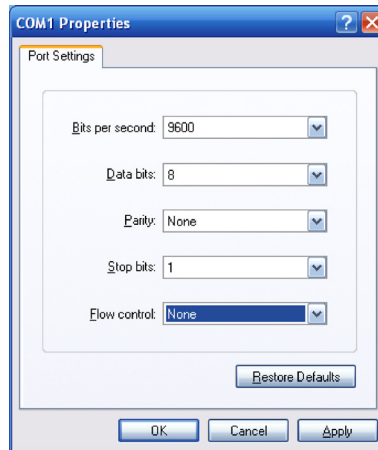 COM1 Properties
Port Settings
Bits per second: 9600
Data bits: 8
Parity: None
Stop bits: 1
Flow control: None
Restore Defaults
OK Cancel Apply